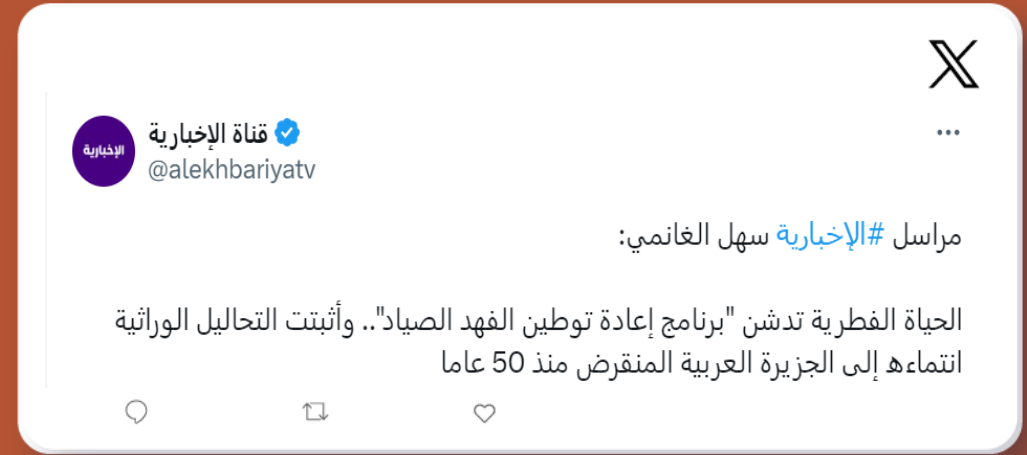 قناة الإخبارية
الإخبارية
@alekhbariyatv
مراسل #الإخبارية سهل الغانمي:
الحياة الفطرية تدشن "برنامج إعادة توطين الفهد الصياد".. وأثبتت التحاليل الوراثية
انتماءه إلى الجزيرة العربية المنقرض منذ 50 عاما